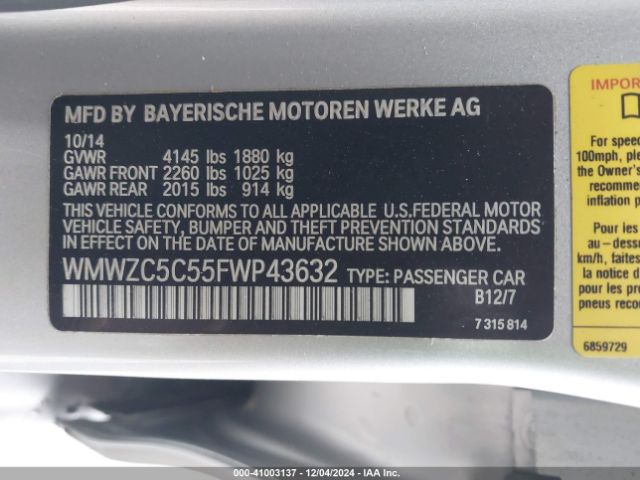 MFD BY BAYERISCHE MOTOREN WERKE AG
10/14
GVWR 4145 lbs 1880 kg
GAWR FRONT 2260 lbs 1025 kg
GAWR REAR 2015 lbs 914 kg
THIS VEHICLE CONFORMS TO ALL APPLICABLE U.S.FEDERAL MOTOR
VEHICLE SAFETY, BUMPER AND THEFT PREVENTION STANDARDS
IN EFFECT ON THE DATE OF MANUFACTURE SHOWN ABOVE.
WMWZC5C55FWP43632 TYPE: PASSENGER CAR
B12/7
7 315 814
IMPOR
For speed
100mph, ple
the Owner's
recomme
inflation p
Pour les
au-dessu
km/h, faites
la notice d
pour les p
pneus reco
6859729
000-41003137 - 12/04/2024 - IAA Inc.